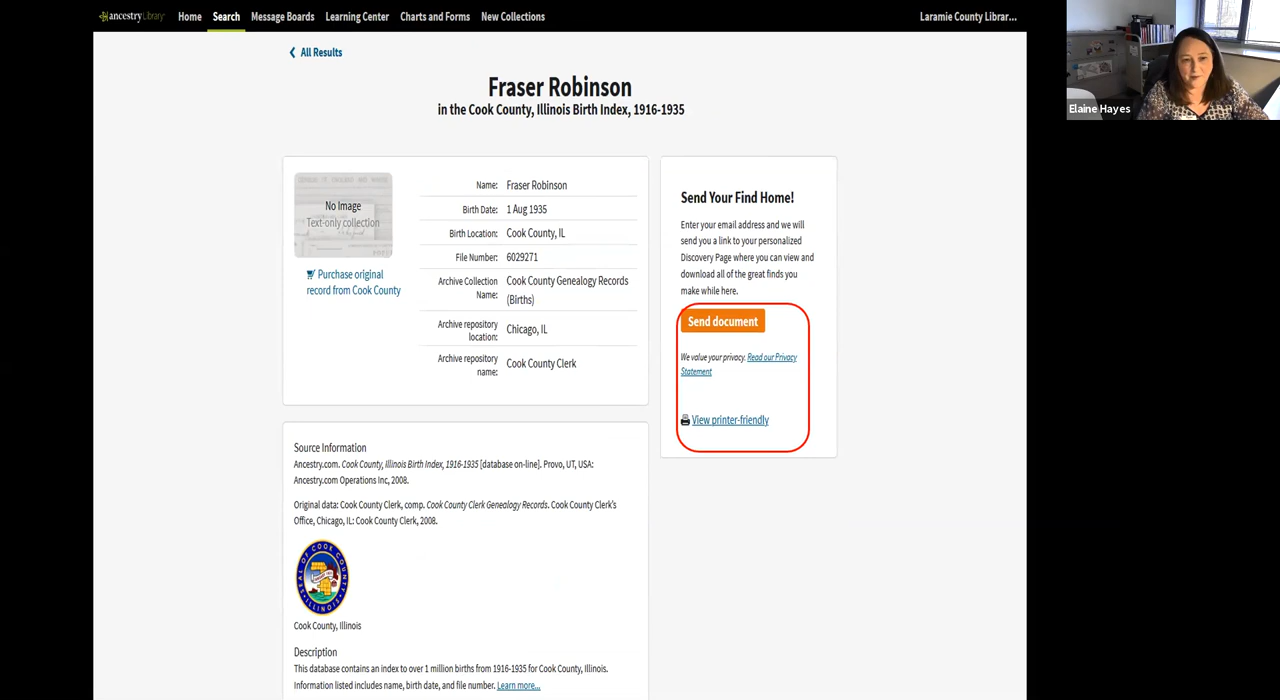 ancestryLibrary Home Search Message Boards Learning Center Charts and Forms New Collections Laramie County Librar...
Elaine Hayes
All Results
Fraser Robinson
in the Cook County, Illinois Birth Index, 1916-1935
No Image
Text-only collection
Purchase original
record from Cook County
Name: Fraser Robinson
Birth Date: 1 Aug 1935
Birth Location: Cook County, IL
File Number: 6029271
Archive Collection Name: Cook County Genealogy Records
(Births)
Archive repository location: Chicago, IL
Archive repository name: Cook County Clerk
Send Your Find Home!
Enter your email address and we will
send you a link to your personalized
Discovery Page where you can view and
download all of the great finds you
make while here.
Send document
We value your privacy. Read our Privacy
Statement
View printer-friendly
Source Information
Ancestry.com. Cook County, Illinois Birth Index, 1916-1935 [database on-line]. Provo, UT, USA:
Ancestry.com Operations Inc, 2008.
Original data: Cook County Clerk, comp. Cook County Clerk Genealogy Records. Cook County Clerk's
Office, Chicago, IL: Cook County Clerk, 2008.
SEAL OF COOK COUNTY
ILLINOIS
Cook County, Illinois
Description
This database contains an index to over 1 million births from 1916-1935 for Cook County, Illinois.
Information listed includes name, birth date, and file number. Learn more...